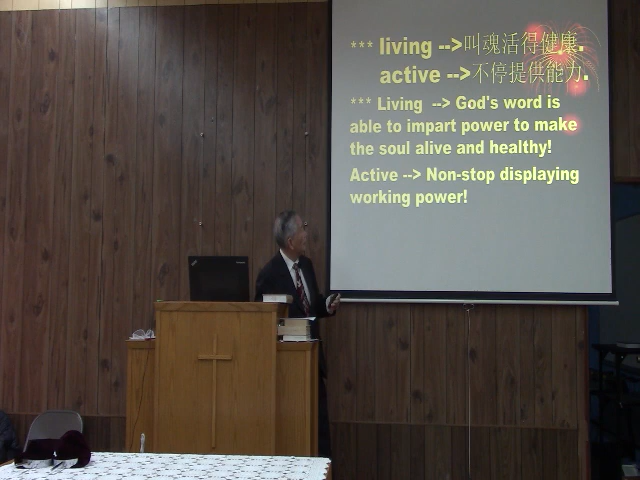 *** living -->叫魂活得健康.
active -->不停提供能力.
*** Living --> God's word is
able to impart power to make
the soul alive and healthy!
Active --> Non-stop displaying
working power!